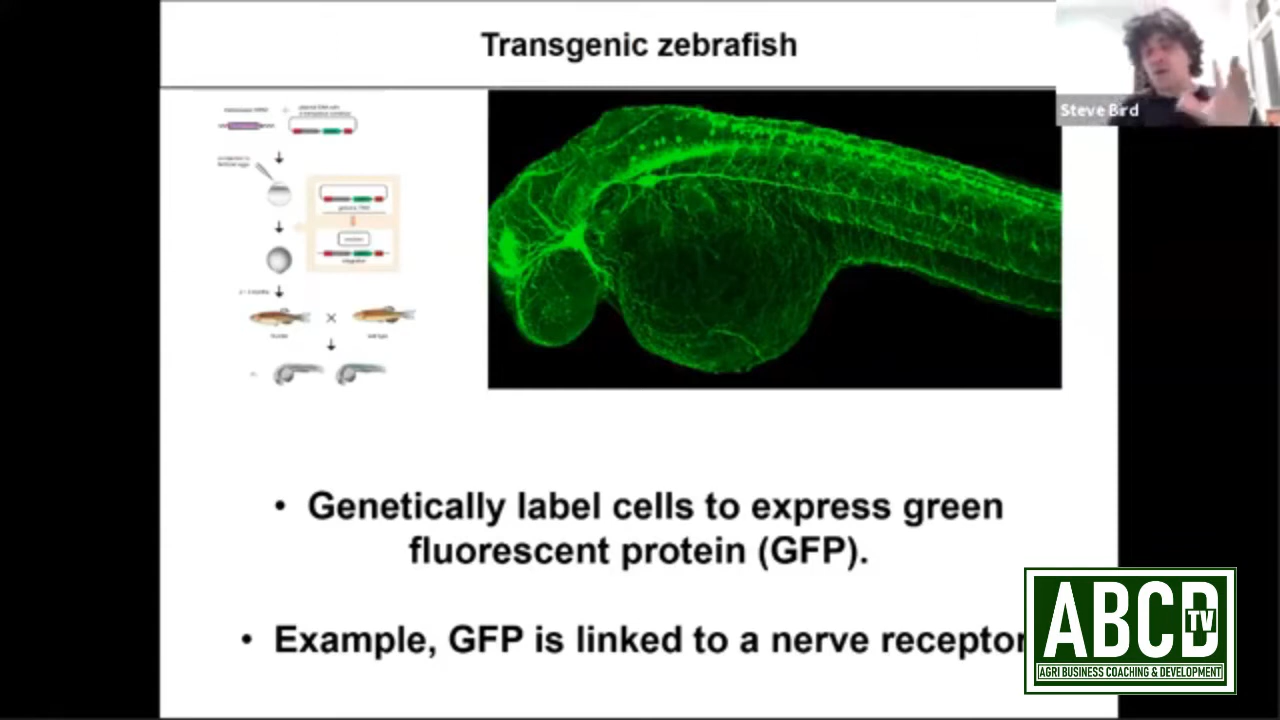 Transgenic zebrafish
Steve Bird
• Genetically label cells to express green
fluorescent protein (GFP).
• Example, GFP is linked to a nerve receptor
ABCD
TV
AGRI BUSINESS COACHING & DEVELOPMENT